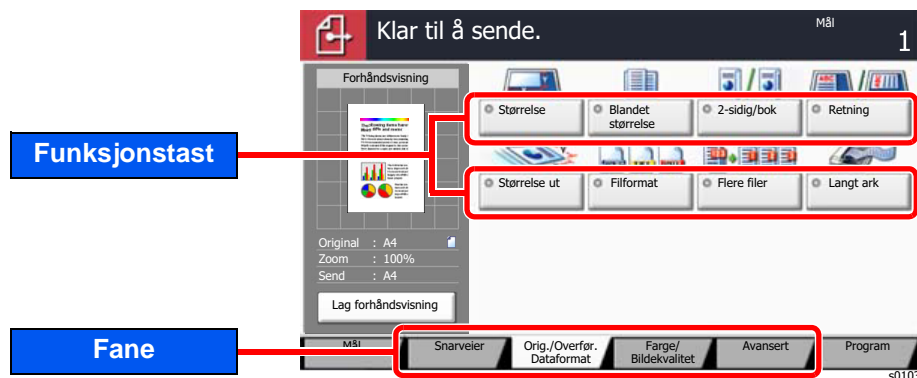 Klar til å sende.
Mål
1
Forhåndsvisning
Størrelse
Blandet
størrelse
2-sidig/bok
Retning
ABC
Funksjonstast
Størrelse ut
Filformat
Flere filer
Langt ark
Original : A4
Zoom : 100%
Send : A4
Lag forhåndsvisning
Fane
Mål
Snarveier
Orig./Overfør.
Dataformat
Farge/
Bildekvalitet
Avansert
Program